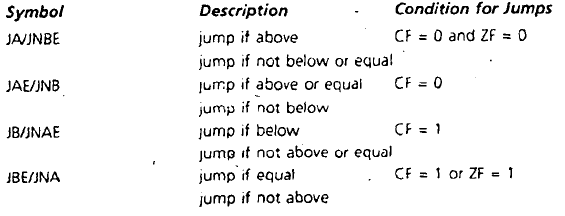 Symbol Description Condition for Jumps
JA/JNBE jump if above CF = 0 and ZF = 0
jump if not below or equal
JAE/JNB jump if above or equal CF = 0
jump if not below
JB/JNAE jump if below CF = 1
jump if not above or equal
JBE/JNA jump if equal CF = 1 or ZF = 1
jump if not above